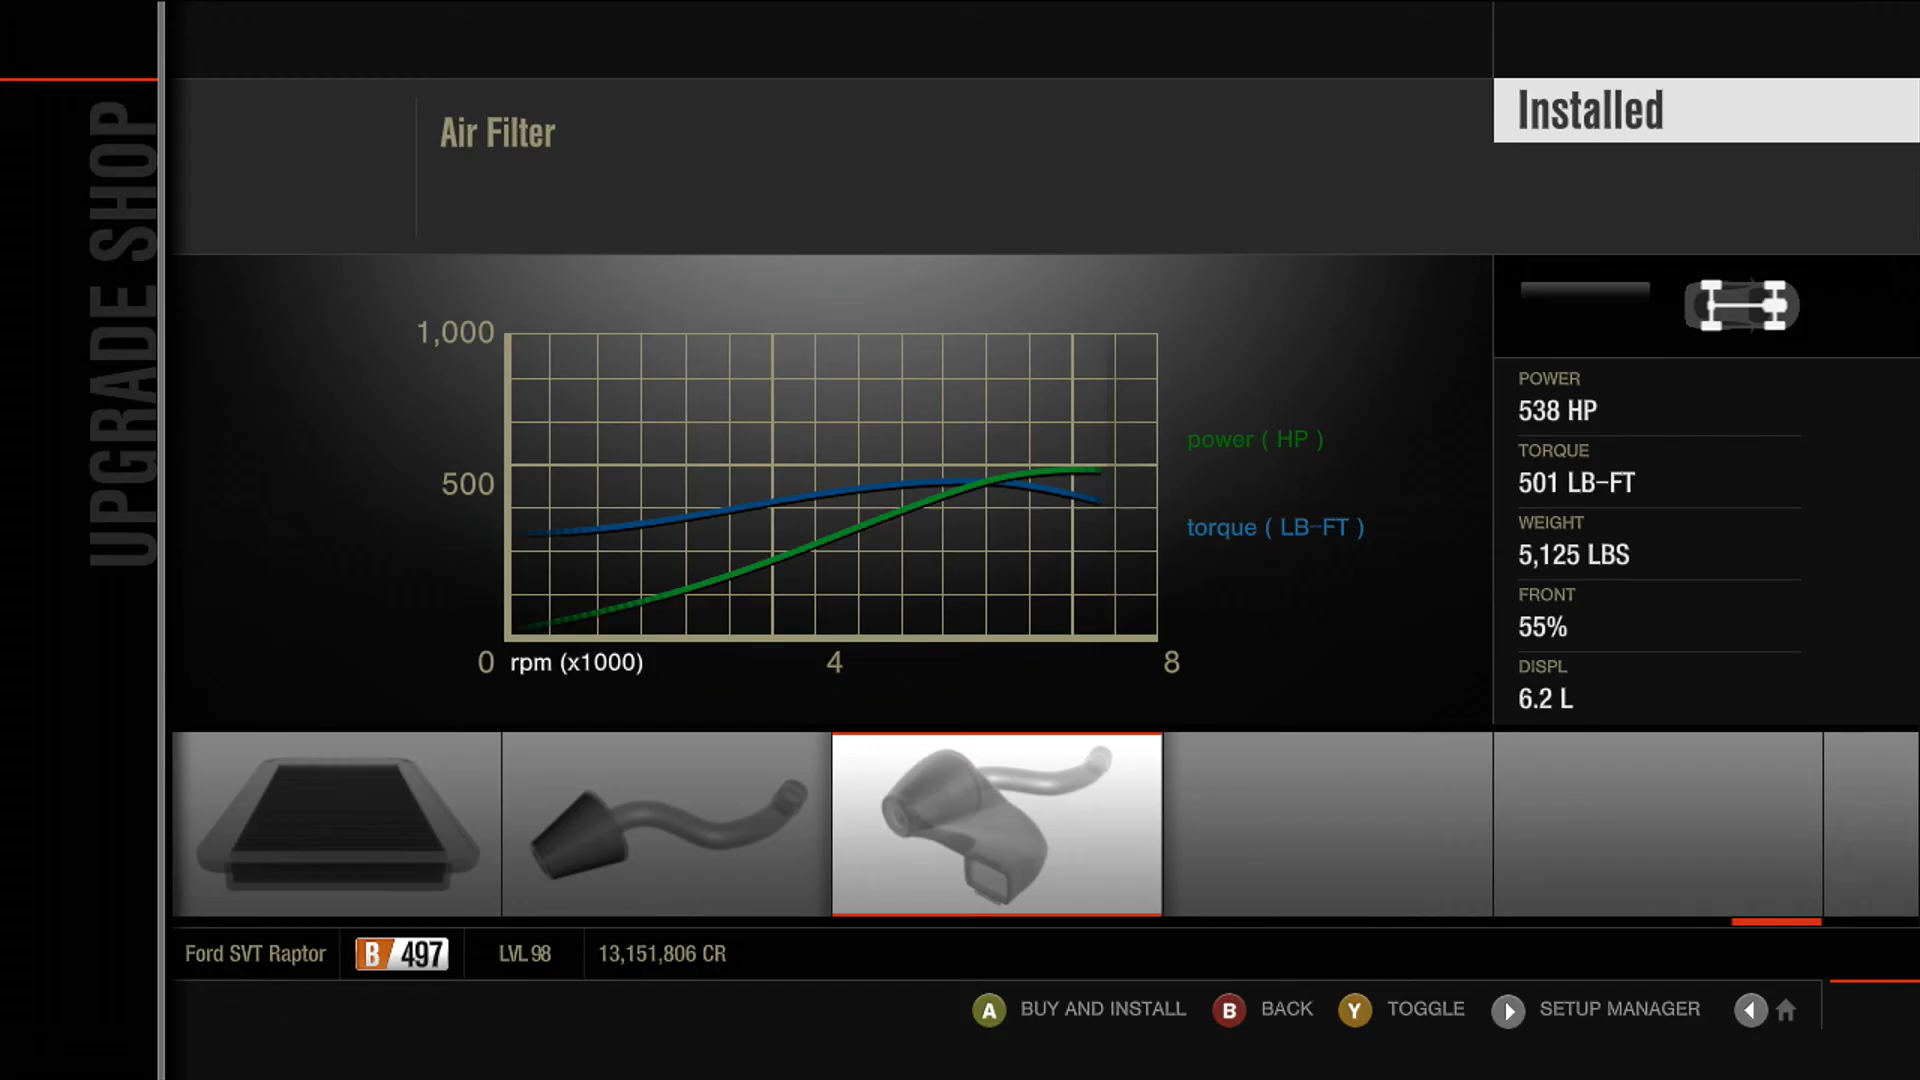 UPGRADE SHOP
Air Filter
Installed
1,000
500
0 rpm (x1000) 4 8
power ( HP )
torque ( LB-FT )
POWER
538 HP
TORQUE
501 LB-FT
WEIGHT
5,125 LBS
FRONT
55%
DISPL
6.2 L
Ford SVT Raptor B 497 LVL 98 13,151,806 CR
A BUY AND INSTALL B BACK Y TOGGLE SETUP MANAGER